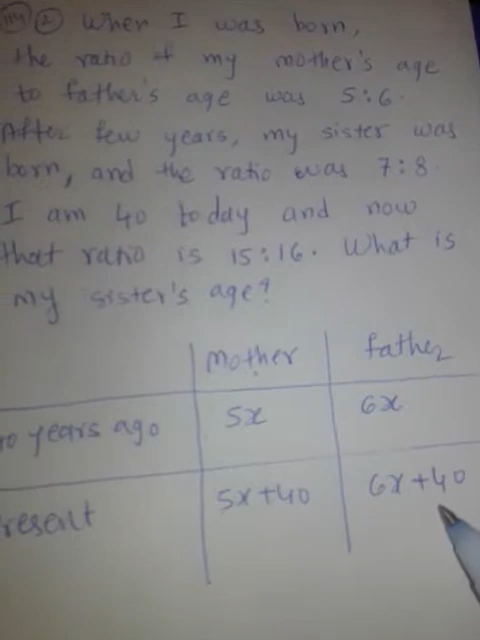 (114) (2) When I was born,
the ratio of my mother's age
to father's age was 5:6.
After few years, my sister was
born, and the ratio was 7:8.
I am 40 today and now
that ratio is 15:16. What is
my sister's age?
mother father
years ago 5x 6x
resent 5x+40 6x+40